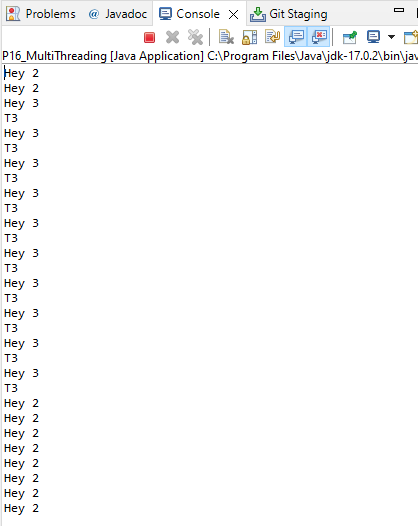 Problems @ Javadoc Console Git Staging
P16_MultiThreading [Java Application] C:\Program Files\Java\jdk-17.0.2\bin\jav
Hey 2
Hey 2
Hey 3
T3
Hey 3
T3
Hey 3
T3
Hey 3
T3
Hey 3
T3
Hey 3
T3
Hey 3
T3
Hey 3
T3
Hey 3
T3
Hey 3
T3
Hey 2
Hey 2
Hey 2
Hey 2
Hey 2
Hey 2
Hey 2
Hey 2